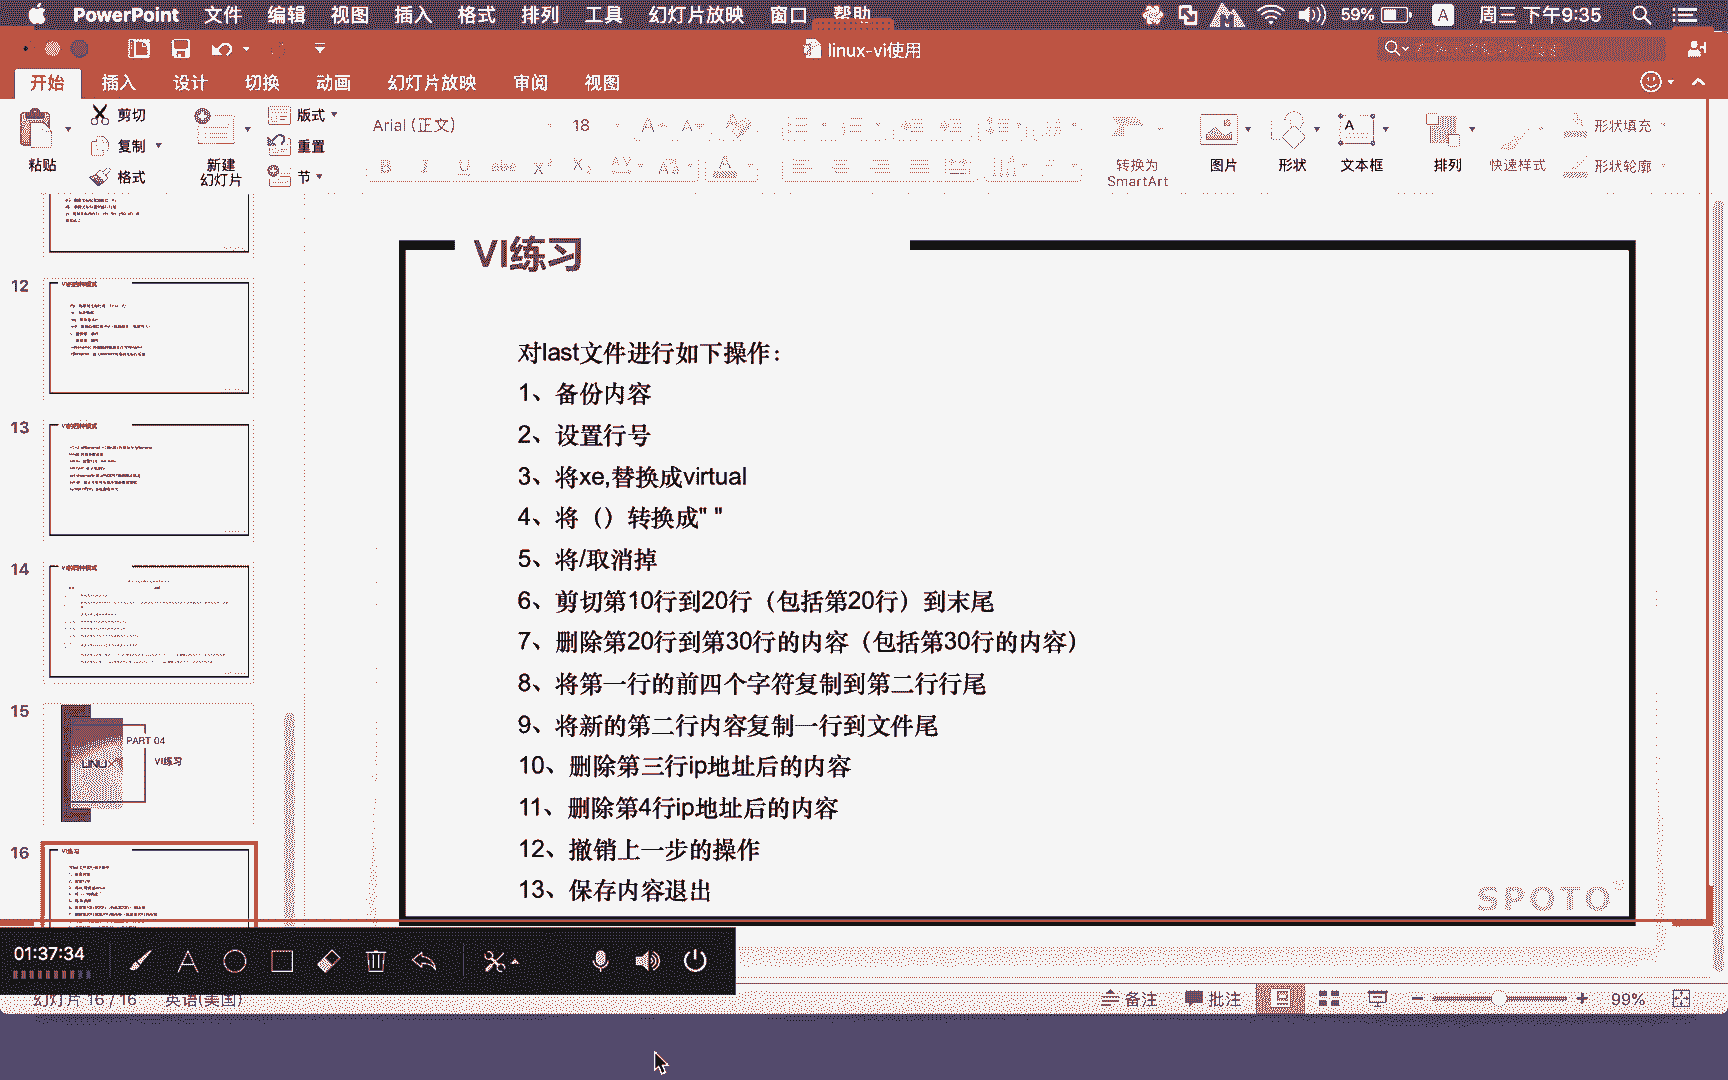 PowerPoint 文件 编辑 视图 插入 格式 排列 工具 幻灯片放映 窗口 帮助 59% A 周三 下午9:35
linux-vi使用
开始 插入 设计 切换 动画 幻灯片放映 审阅 视图
粘贴 剪切 复制 格式 新建 幻灯片 版式 重置 节 Arial (正文) 18 转换为 SmartArt 图片 形状 文本框 排列 快速样式 形状填充 形状轮廓
12
13
14
15
PART 04
LINUX
VI练习
16
VI练习
对last文件进行如下操作：
1、备份内容
2、设置行号
3、将xe,替换成virtual
4、将（）转换成" "
5、将/取消掉
6、剪切第10行到20行（包括第20行）到末尾
7、删除第20行到第30行的内容（包括第30行的内容）
8、将第一行的前四个字符复制到第二行行尾
9、将新的第二行内容复制一行到文件尾
10、删除第三行ip地址后的内容
11、删除第4行ip地址后的内容
12、撤销上一步的操作
13、保存内容退出
SPOTO
01:37:34
幻灯片 16 / 16 英语(美国) 备注 批注 99%